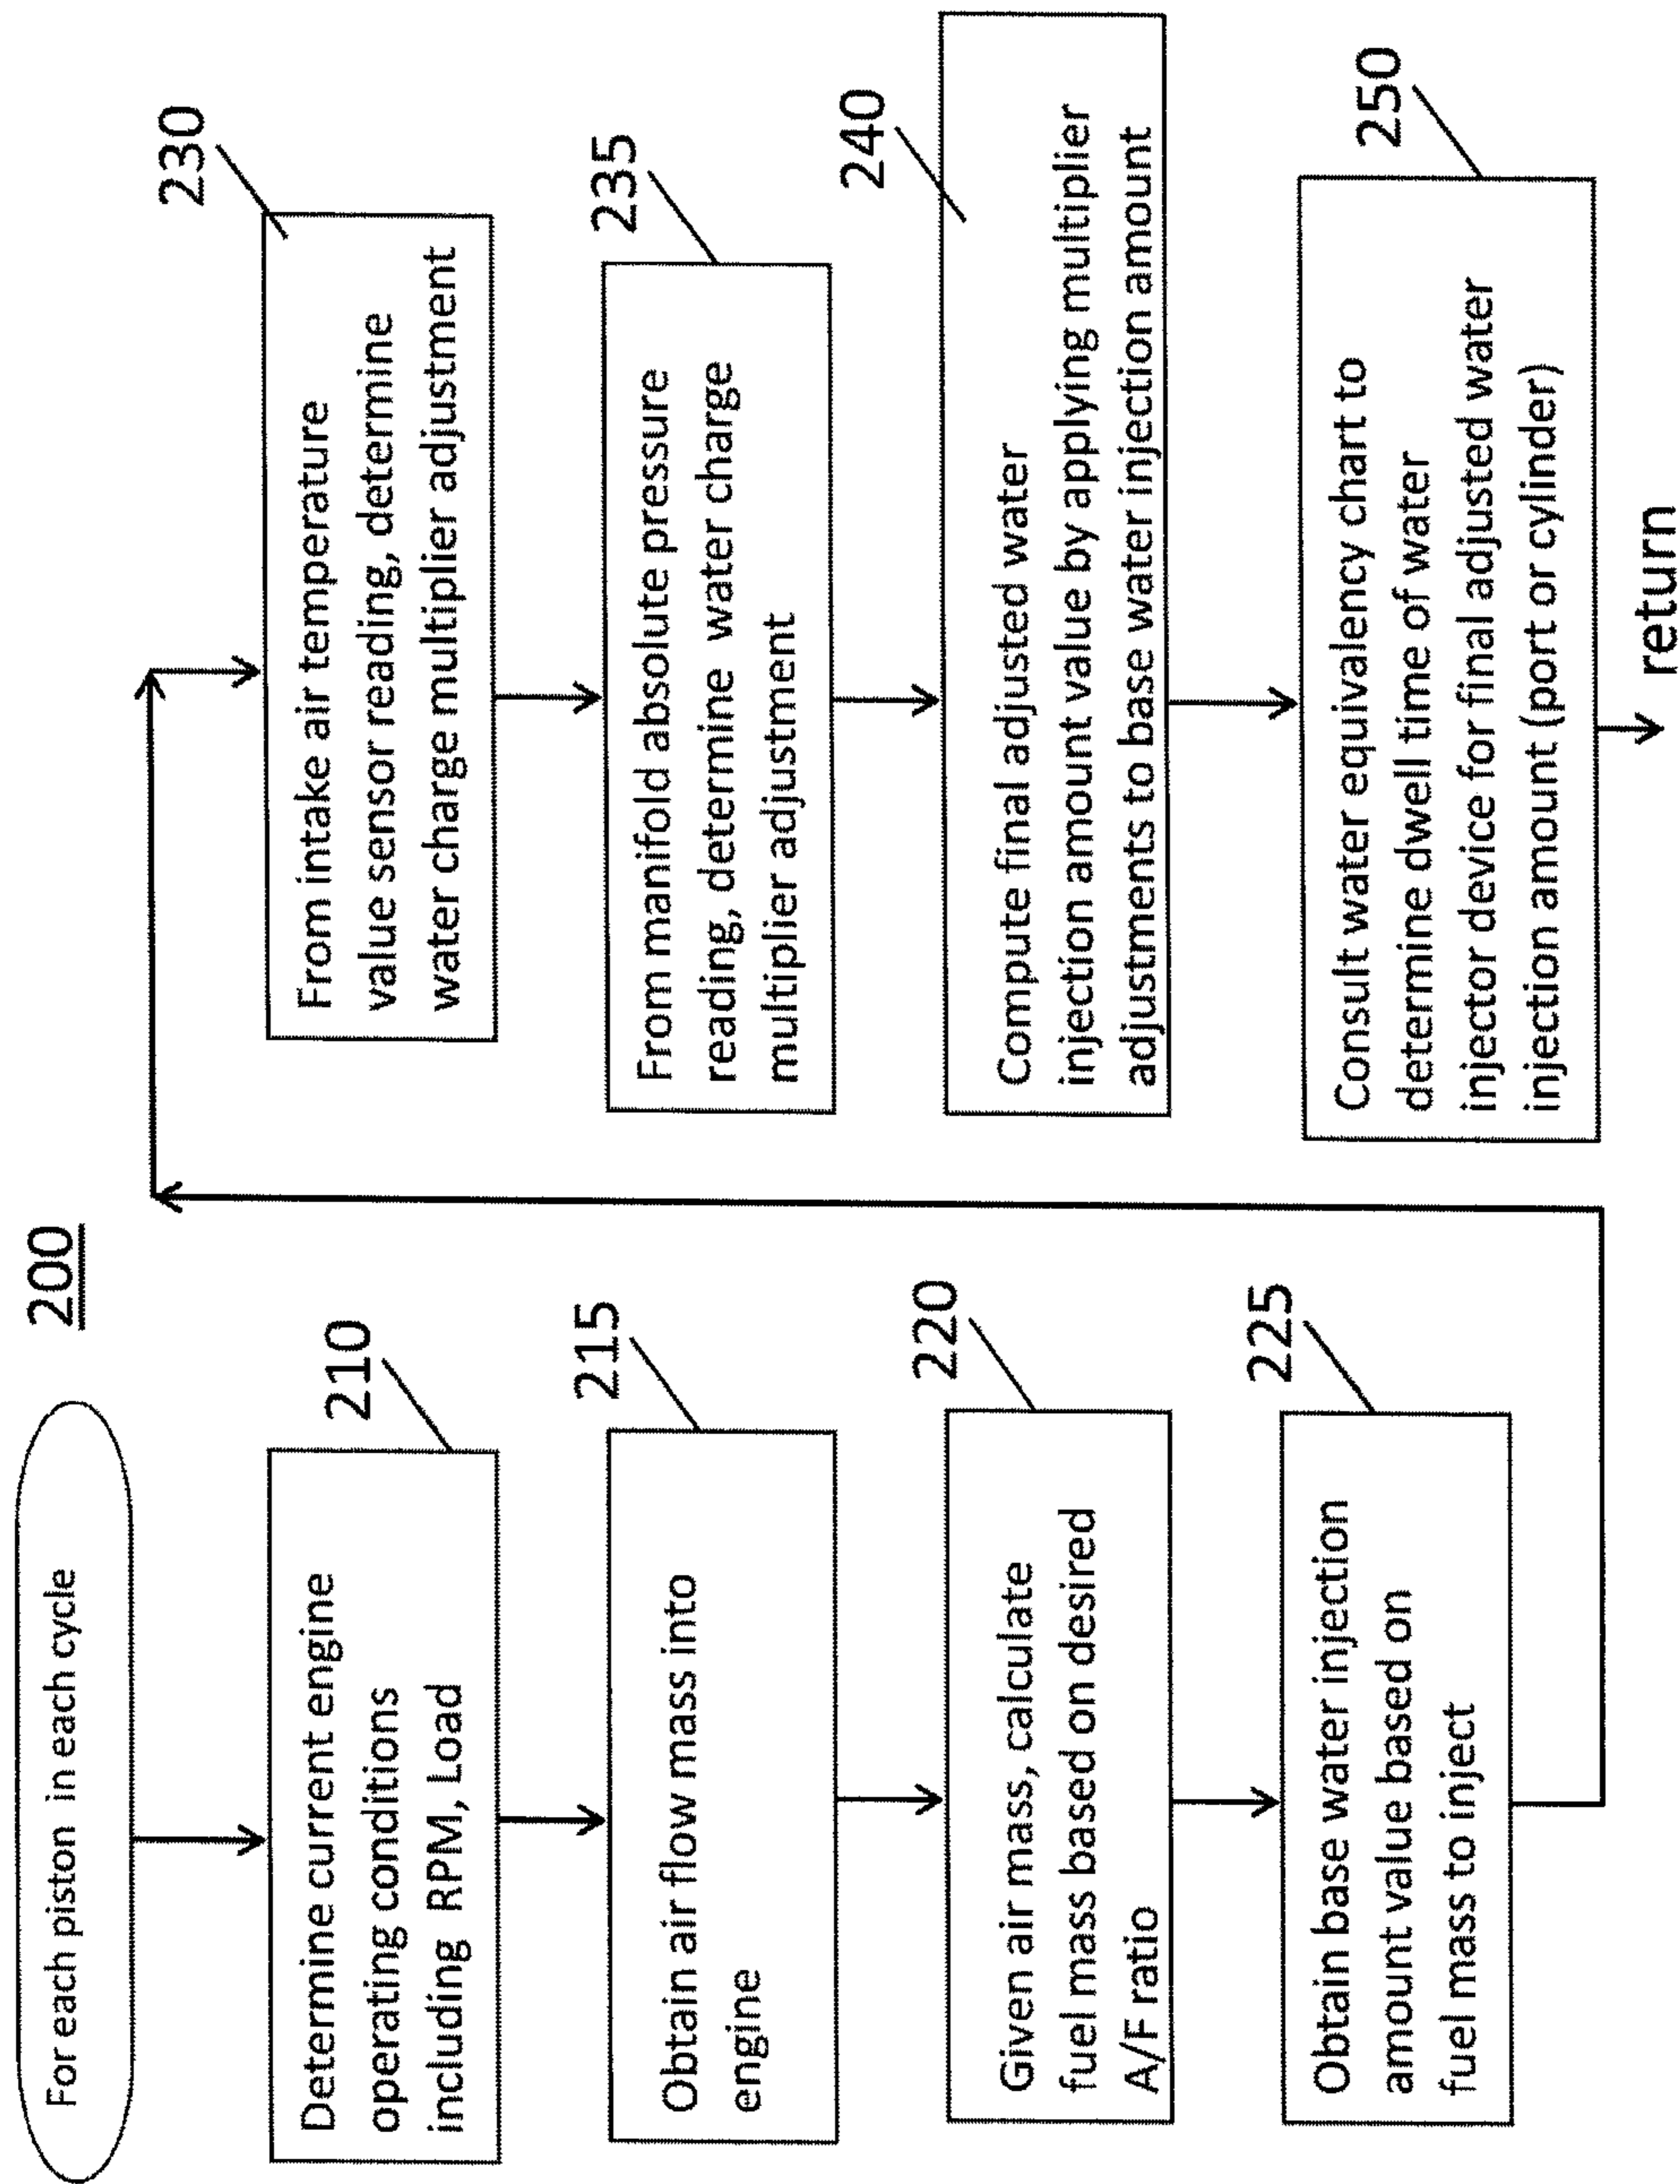 200
For each piston in each cycle
210
Determine current engine
operating conditions
including RPM, Load
215
Obtain air flow mass into
engine
220
Given air mass, calculate
fuel mass based on desired
A/F ratio
225
Obtain base water injection
amount value based on
fuel mass to inject
230
From intake air temperature
value sensor reading, determine
water charge multiplier adjustment
235
From manifold absolute pressure
reading, determine water charge
multiplier adjustment
240
Compute final adjusted water
injection amount value by applying multiplier
adjustments to base water injection amount
250
Consult water equivalency chart to
determine dwell time of water
injector device for final adjusted water
injection amount (port or cylinder)
return